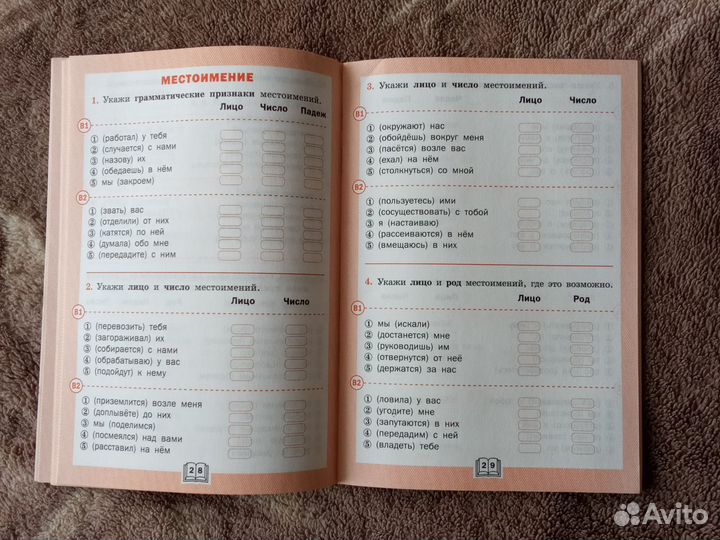 МЕСТОИМЕНИЕ
1. Укажи грамматические признаки местоимений.
Лицо Число Падеж
В1
1 (работал) у тебя
2 (случается) с нами
3 (назову) их
4 (обедаешь) в нём
5 мы (закроем)
В2
1 (звать) вас
2 (отделили) от них
3 (катятся) по ней
4 (думала) обо мне
5 (передадите) с ним
2. Укажи лицо и число местоимений.
Лицо Число
В1
1 (перевозить) тебя
2 (загораживал) их
3 (собирается) с нами
4 (обрабатываю) у вас
5 (подойдут) к нему
В2
1 (приземлится) возле меня
2 (доплывёте) до них
3 мы (поделимся)
4 (посмеялся) над вами
5 (расставил) на нём
28
3. Укажи лицо и число местоимений.
Лицо Число
В1
1 (окружают) нас
2 (обойдёшь) вокруг меня
3 (пасётся) возле вас
4 (ехал) на нём
5 (столкнуться) со мной
В2
1 (пользуетесь) ими
2 (сосуществовать) с тобой
3 я (настаиваю)
4 (рассеиваются) в нём
5 (вмещаюсь) в них
4. Укажи лицо и род местоимений, где это возможно.
Лицо Род
В1
1 мы (искали)
2 (достанется) мне
3 (руководишь) им
4 (отвернутся) от неё
5 (держатся) за нас
В2
1 (ловила) у вас
2 (угодите) мне
3 (запутаются) в них
4 (передадим) с ней
5 (владеть) тебе
29
Avito